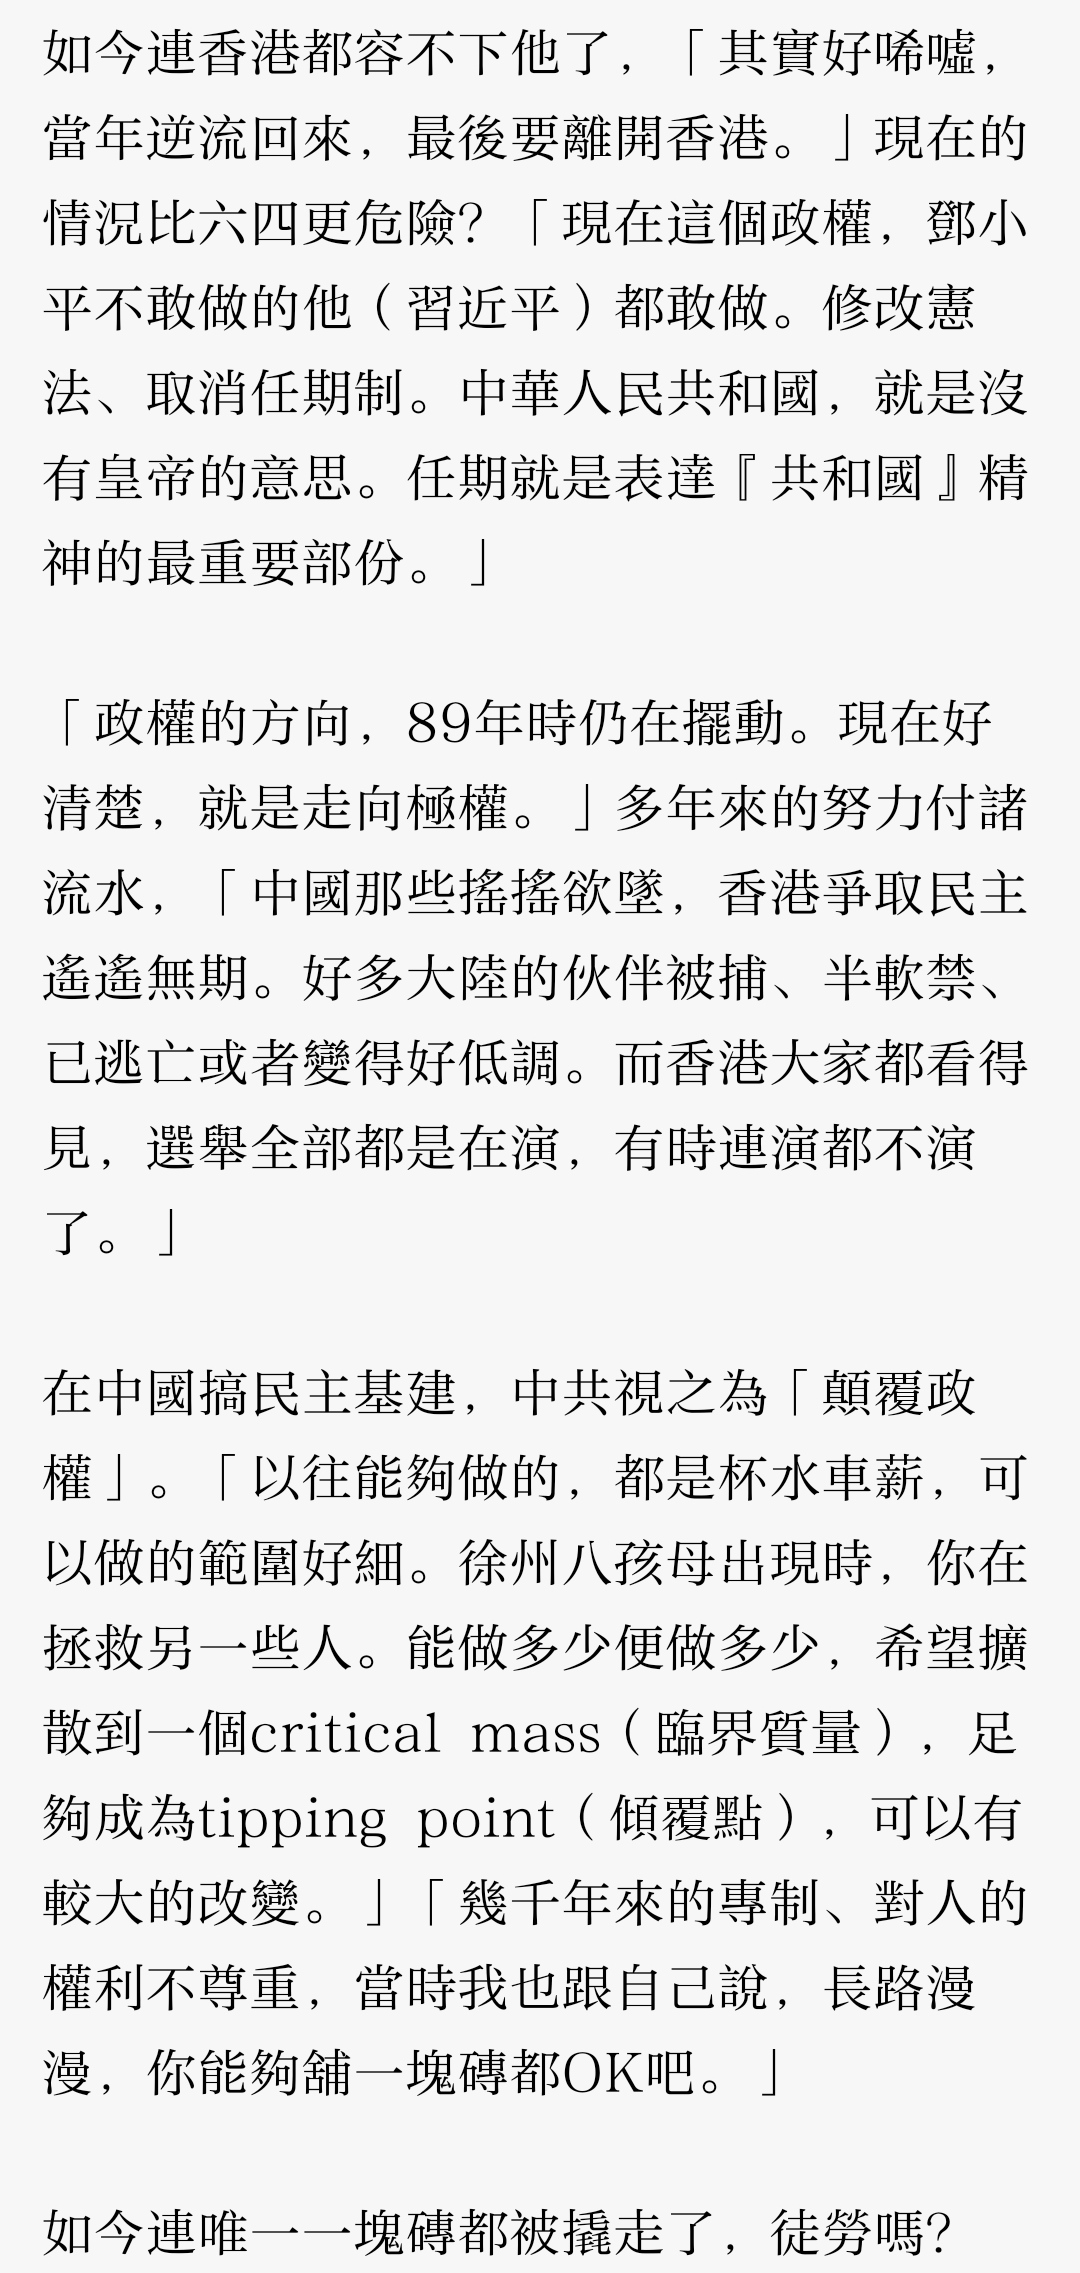 如今連香港都容不下他了，「其實好唏噓，
當年逆流回來，最後要離開香港。」現在的
情況比六四更危險？「現在這個政權，鄧小
平不敢做的他（習近平）都敢做。修改憲
法、取消任期制。中華人民共和國，就是沒
有皇帝的意思。任期就是表達『共和國』精
神的最重要部份。」
「政權的方向，89年時仍在擺動。現在好
清楚，就是走向極權。」多年來的努力付諸
流水，「中國那些搖搖欲墜，香港爭取民主
遙遙無期。好多大陸的伙伴被捕、半軟禁、
已逃亡或者變得好低調。而香港大家都看得
見，選舉全部都是在演，有時連演都不演
了。」
在中國搞民主基建，中共視之為「顛覆政
權」。「以往能夠做的，都是杯水車薪，可
以做的範圍好細。徐州八孩母出現時，你在
拯救另一些人。能做多少便做多少，希望擴
散到一個critical mass（臨界質量），足
夠成為tipping point（傾覆點），可以有
較大的改變。」「幾千年來的專制、對人的
權利不尊重，當時我也跟自己說，長路漫
漫，你能夠舖一塊磚都OK吧。」
如今連唯一一塊磚都被撬走了，徒勞嗎？